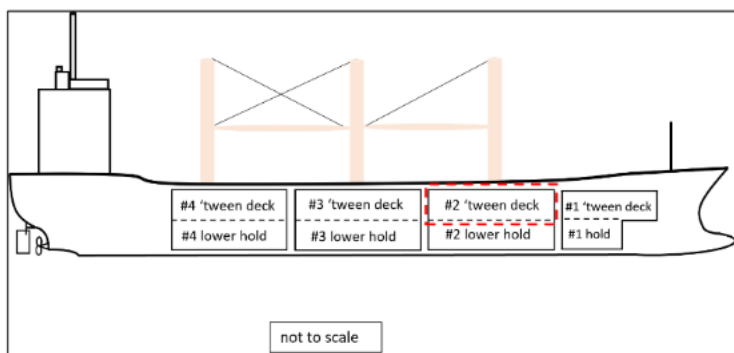 #4 ‘tween deck
#3 ‘tween deck
#2 ‘tween deck
#1 ‘tween deck
#4 lower hold
#3 lower hold
#2 lower hold
#1 hold
not to scale